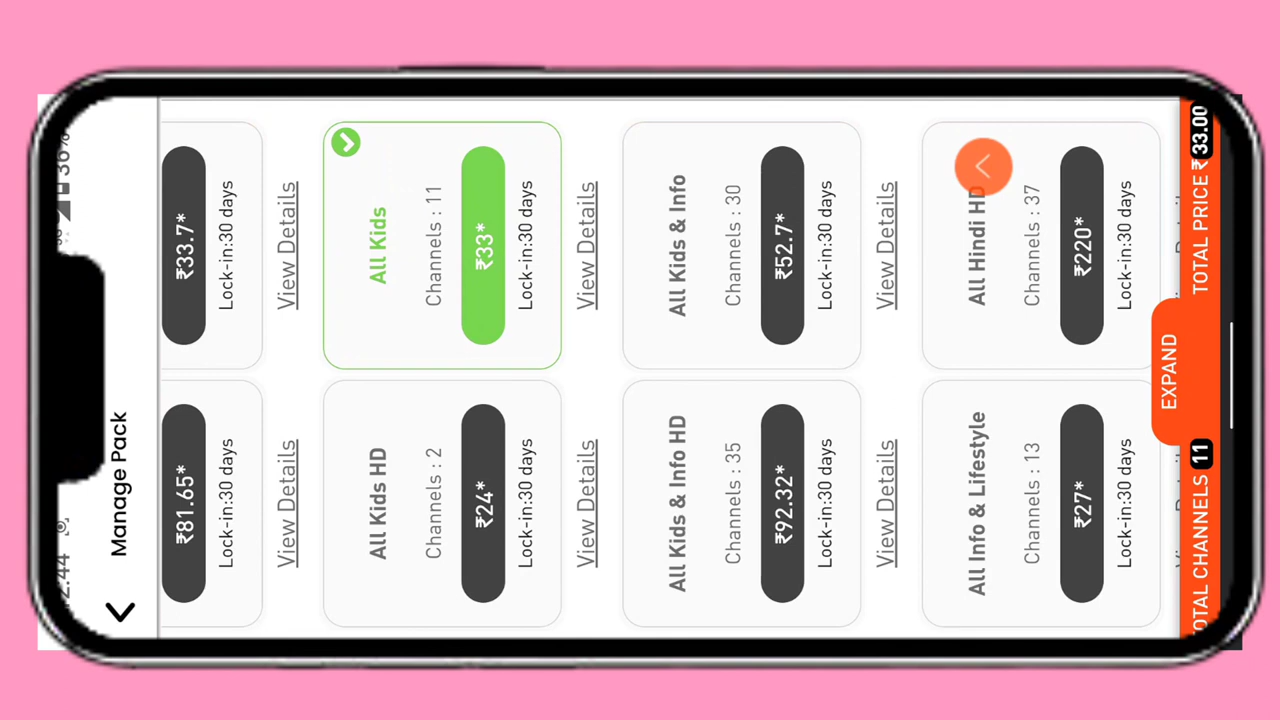 Manage Pack
₹81.65*
Lock-in:30 days
View Details
₹33.7*
Lock-in:30 days
View Details
All Kids HD
Channels : 2
₹24*
Lock-in:30 days
View Details
All Kids
Channels : 11
₹33*
Lock-in:30 days
View Details
All Kids & Info HD
Channels : 35
₹92.32*
Lock-in:30 days
View Details
All Kids & Info
Channels : 30
₹52.7*
Lock-in:30 days
View Details
All Info & Lifestyle
Channels : 13
₹27*
Lock-in:30 days
All Hindi HD
Channels : 37
₹220*
Lock-in:30 days
EXPAND
CHANNELS 11
TOTAL PRICE ₹ 33.00